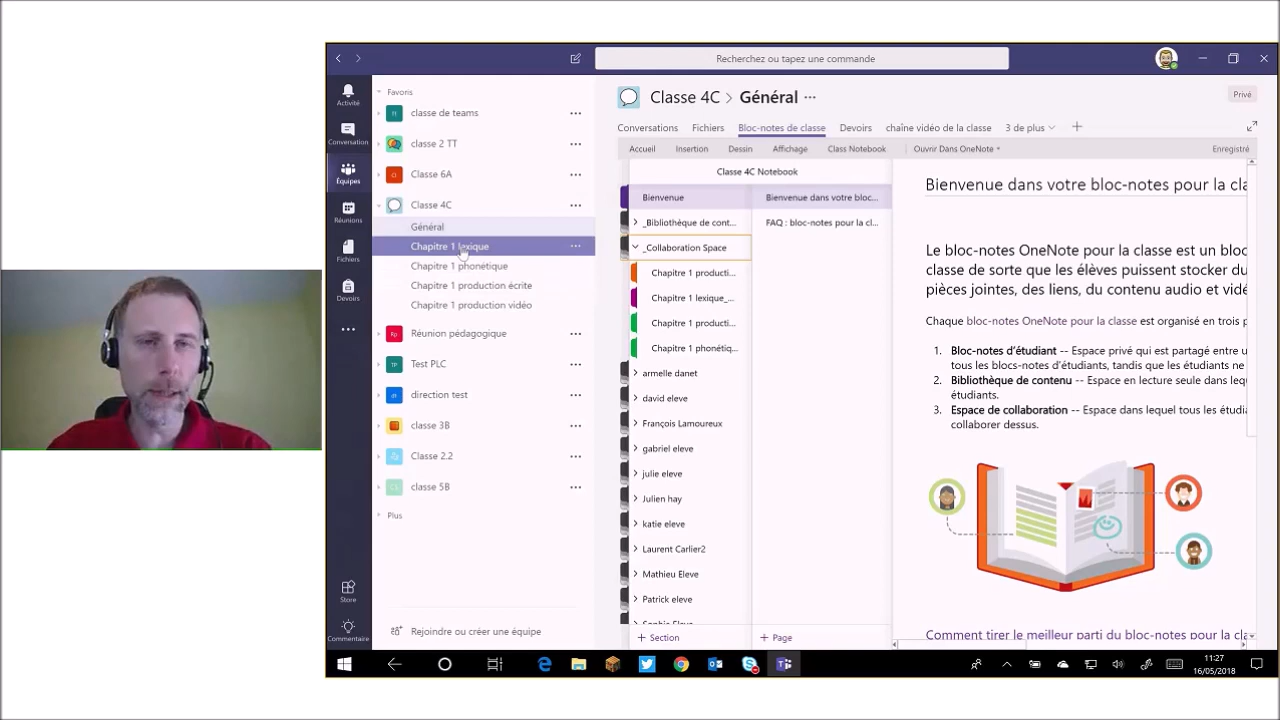 Recherchez ou tapez une commande
Activité
Conversation
Équipes
Réunions
Fichiers
Devoirs
Store
Commentaire
Favoris
classe de teams
classe 2 TT
Classe 6A
Classe 4C
Général
Chapitre 1 lexique
Chapitre 1 phonétique
Chapitre 1 production écrite
Chapitre 1 production vidéo
Rp Réunion pédagogique
TP Test PLC
dt direction test
classe 3B
Classe 2.2
classe 5B
Plus
Rejoindre ou créer une équipe
Classe 4C > Général ...
Privé
Conversations Fichiers Bloc-notes de classe Devoirs chaîne vidéo de la classe 3 de plus
Accueil Insertion Dessin Affichage Class Notebook Ouvrir Dans OneNote Enregistré
Classe 4C Notebook
Bienvenue
_Bibliothèque de cont...
_Collaboration Space
Chapitre 1 producti...
Chapitre 1 lexique_...
Chapitre 1 producti...
Chapitre 1 phonétiq...
armelle danet
david eleve
François Lamoureux
gabriel eleve
julie eleve
Julien hay
katie eleve
Laurent Carlier2
Mathieu Eleve
Patrick eleve
+ Section
Bienvenue dans votre bloc...
FAQ : bloc-notes pour la cl...
Page
Bienvenue dans votre bloc-notes pour la cla
Le bloc-notes OneNote pour la classe est un bloc
classe de sorte que les élèves puissent stocker du
pièces jointes, des liens, du contenu audio et vidé
Chaque bloc-notes OneNote pour la classe est organisé en trois p
1. Bloc-notes d'étudiant -- Espace privé qui est partagé entre u
tous les blocs-notes d'étudiants, tandis que les étudiants ne
2. Bibliothèque de contenu -- Espace en lecture seule dans leq
étudiants.
3. Espace de collaboration -- Espace dans lequel tous les étudia
collaborer dessus.
Comment tirer le meilleur parti du bloc-notes pour la cla
11:27
16/05/2018